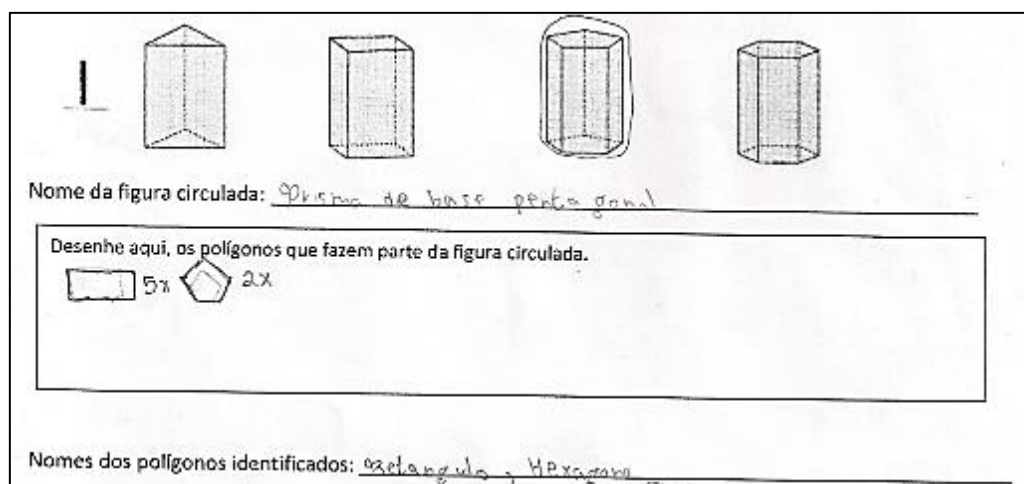 Nome da figura circulada: Prisma de base pentagonal
Desenhe aqui, os polígonos que fazem parte da figura circulada.
5x 2x
Nomes dos polígonos identificados: retangulo, Hexagono